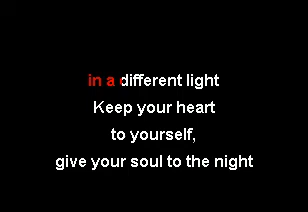 in a different light
Keep your heart
to yourself,
give your soul to the night